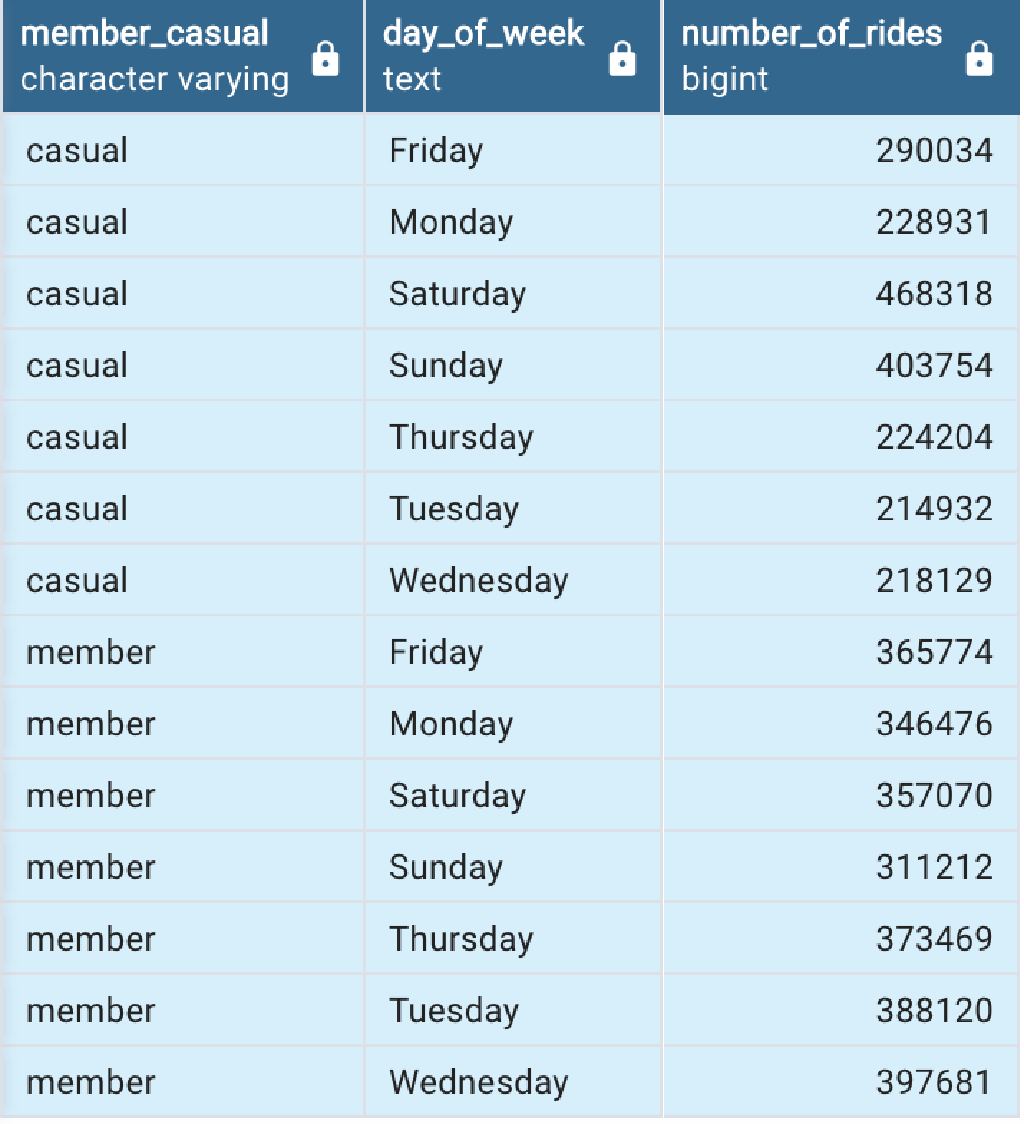 member_casual day_of_week number_of_rides
character varying text bigint
casual Friday 290034
casual Monday 228931
casual Saturday 468318
casual Sunday 403754
casual Thursday 224204
casual Tuesday 214932
casual Wednesday 218129
member Friday 365774
member Monday 346476
member Saturday 357070
member Sunday 311212
member Thursday 373469
member Tuesday 388120
member Wednesday 397681